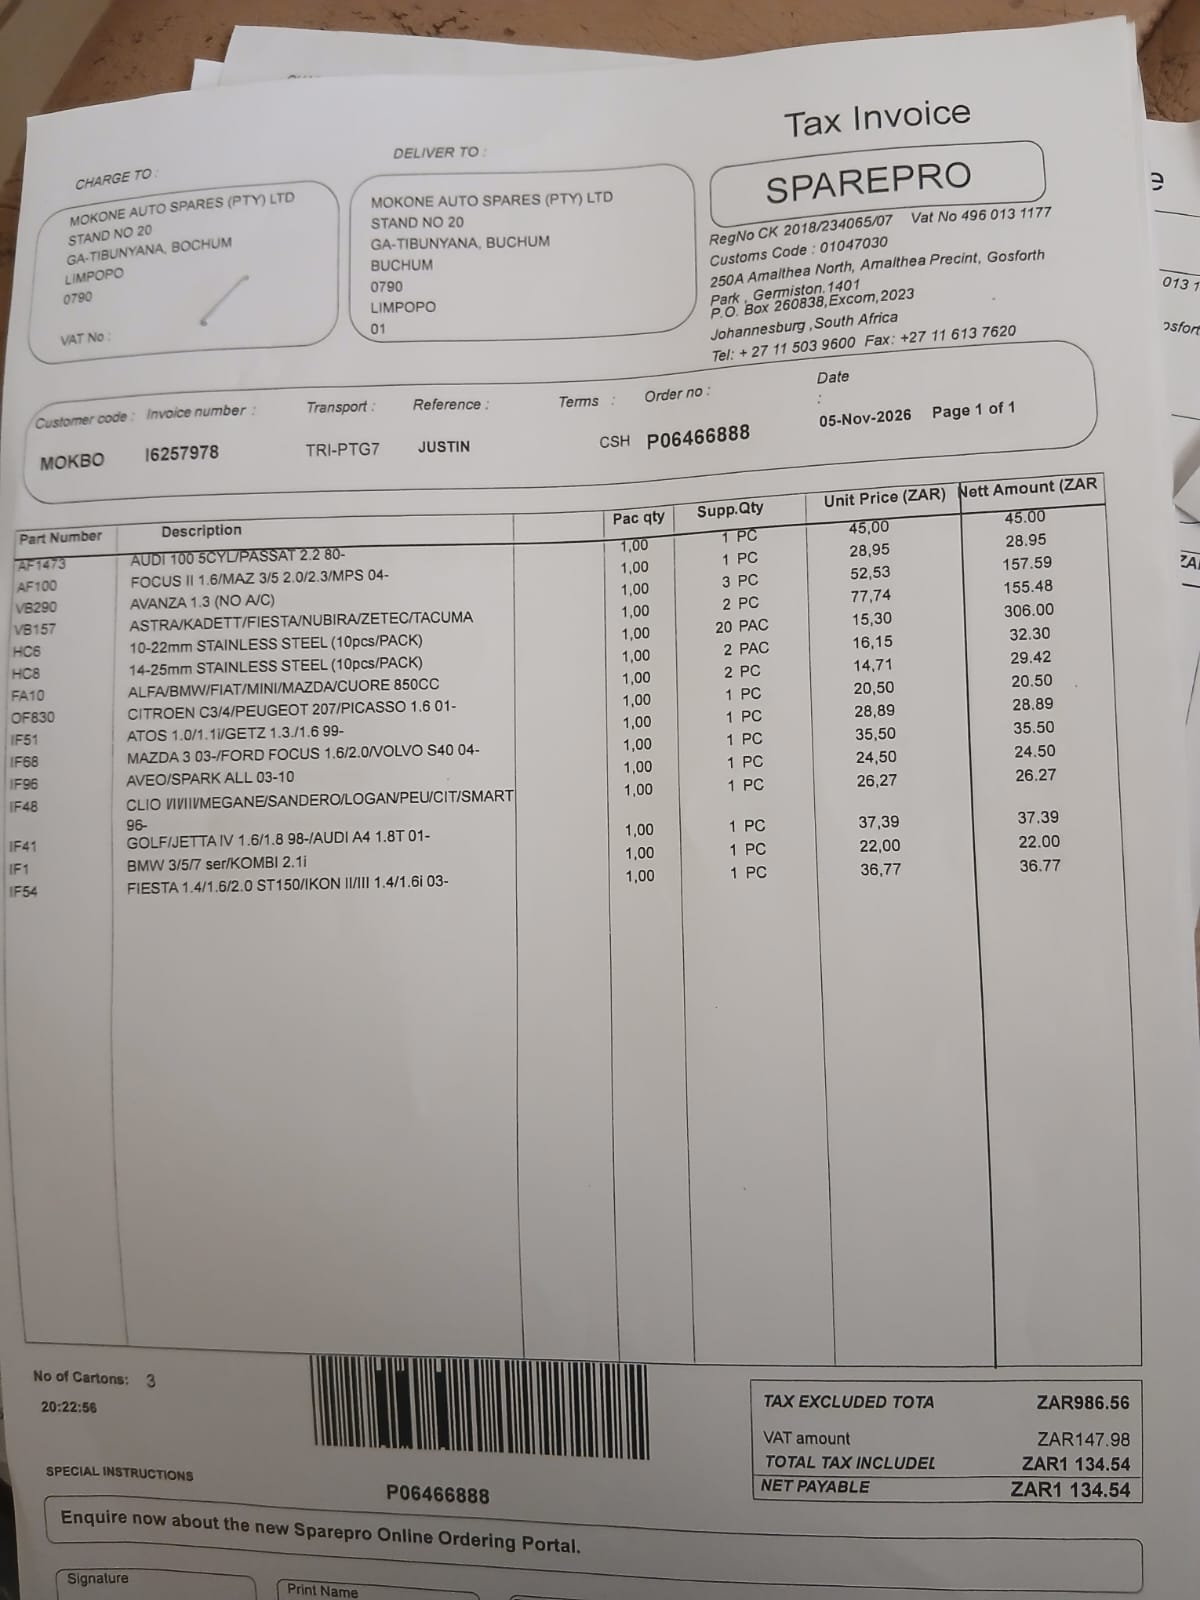 Tax Invoice
CHARGE TO :
MOKONE AUTO SPARES (PTY) LTD
STAND NO 20
GA-TIBUNYANA, BOCHUM
LIMPOPO
0790
VAT No :
DELIVER TO :
MOKONE AUTO SPARES (PTY) LTD
STAND NO 20
GA-TIBUNYANA, BUCHUM
BUCHUM
0790
LIMPOPO
01
SPAREPRO
RegNo CK 2018/234065/07 Vat No 496 013 1177
Customs Code : 01047030
250A Amalthea North, Amalthea Precint, Gosforth
Park , Germiston.1401
P.O. Box 260838,Excom,2023
Johannesburg ,South Africa
Tel: + 27 11 503 9600 Fax: +27 11 613 7620
Customer code : Invoice number : Transport : Reference : Terms : Order no : Date :
MOKBO I6257978 TRI-PTG7 JUSTIN CSH P06466888 05-Nov-2026 Page 1 of 1
Part Number Description Pac qty Supp.Qty Unit Price (ZAR) Nett Amount (ZAR
AF1473 AUDI 100 5CYL/PASSAT 2.2 80- 1,00 1 PC 45,00 45.00
AF100 FOCUS II 1.6/MAZ 3/5 2.0/2.3/MPS 04- 1,00 1 PC 28,95 28.95
VB290 AVANZA 1.3 (NO A/C) 1,00 3 PC 52,53 157.59
VB157 ASTRA/KADETT/FIESTA/NUBIRA/ZETEC/TACUMA 1,00 2 PC 77,74 155.48
HC6 10-22mm STAINLESS STEEL (10pcs/PACK) 1,00 20 PAC 15,30 306.00
HC8 14-25mm STAINLESS STEEL (10pcs/PACK) 1,00 2 PAC 16,15 32.30
FA10 ALFA/BMW/FIAT/MINI/MAZDA/CUORE 850CC 1,00 2 PC 14,71 29.42
OF830 CITROEN C3/4/PEUGEOT 207/PICASSO 1.6 01- 1,00 1 PC 20,50 20.50
IF51 ATOS 1.0/1.1i/GETZ 1.3./1.6 99- 1,00 1 PC 28,89 28.89
IF68 MAZDA 3 03-/FORD FOCUS 1.6/2.0/VOLVO S40 04- 1,00 1 PC 35,50 35.50
IF96 AVEO/SPARK ALL 03-10 1,00 1 PC 24,50 24.50
IF48 CLIO I/II/III/MEGANE/SANDERO/LOGAN/PEU/CIT/SMART 1,00 1 PC 26,27 26.27
96-
IF41 GOLF/JETTA IV 1.6/1.8 98-/AUDI A4 1.8T 01- 1,00 1 PC 37,39 37.39
IF1 BMW 3/5/7 ser/KOMBI 2.1i 1,00 1 PC 22,00 22.00
IF54 FIESTA 1.4/1.6/2.0 ST150/IKON II/III 1.4/1.6i 03- 1,00 1 PC 36,77 36.77
No of Cartons: 3
20:22:56
TAX EXCLUDED TOTA ZAR986.56
VAT amount ZAR147.98
TOTAL TAX INCLUDEL ZAR1 134.54
NET PAYABLE ZAR1 134.54
SPECIAL INSTRUCTIONS
P06466888
Enquire now about the new Sparepro Online Ordering Portal.
Signature
Print Name